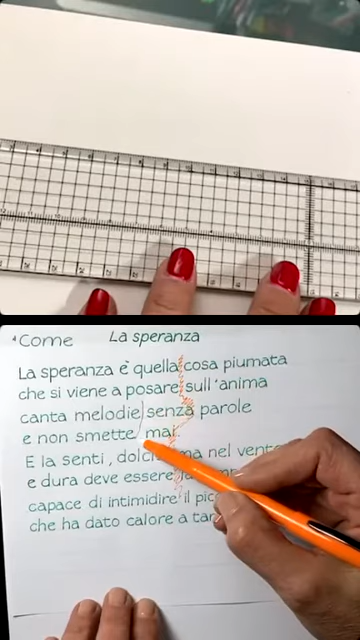 Come La speranza
La speranza è quella cosa piumata
che si viene a posare sull'anima
canta melodie senza parole
e non smette mai
E la senti, dolcissima nel vento
e dura deve essere la
capace di intimidire il
che ha dato calore a